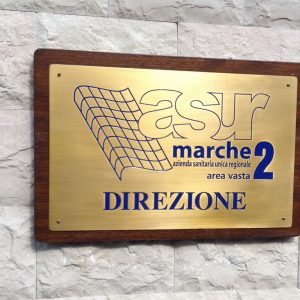 asur
marche 2
azienda sanitaria unica regionale
area vasta
DIREZIONE